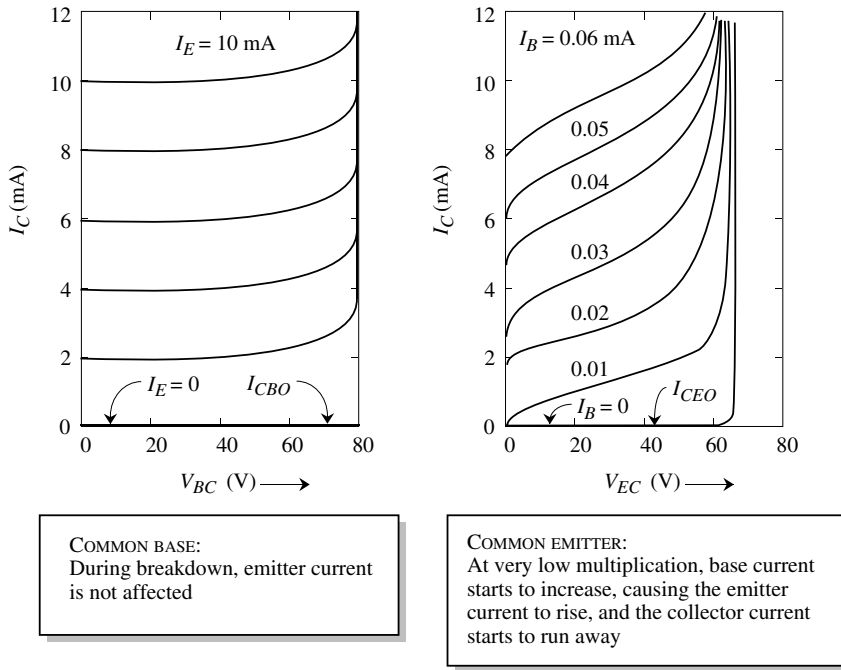 12
10
8
6
4
2
0
I_C (mA)
I_E = 10 mA
I_E = 0
I_CBO
0
20
40
60
80
V_BC (V)
COMMON BASE:
During breakdown, emitter current
is not affected
12
10
8
6
4
2
0
I_C (mA)
I_B = 0.06 mA
0.05
0.04
0.03
0.02
0.01
I_B = 0
I_CEO
0
20
40
60
80
V_EC (V)
COMMON EMITTER:
At very low multiplication, base current
starts to increase, causing the emitter
current to rise, and the collector current
starts to run away